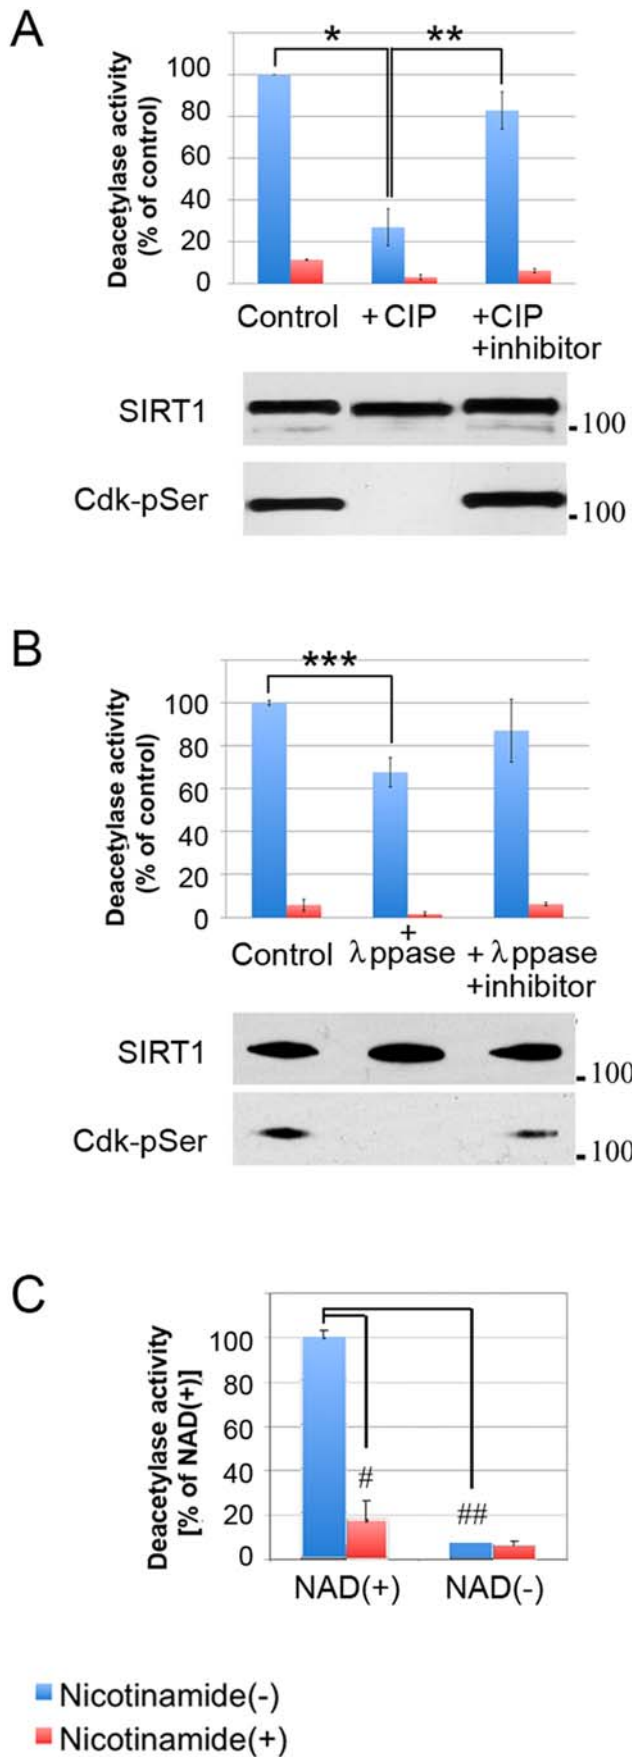 A
* **
Deacetylase activity
(% of control)
100
80
60
40
20
0
Control + CIP +CIP
+inhibitor
SIRT1
-100
Cdk-pSer
-100
B
***
Deacetylase activity
(% of control)
100
80
60
40
20
0
Control + λ ppase + λ ppase
+inhibitor
SIRT1
-100
Cdk-pSer
-100
C
Deacetylase activity
[% of NAD(+)]
100
80
60
40
20
0
# ##
NAD(+) NAD(-)
Nicotinamide(-)
Nicotinamide(+)